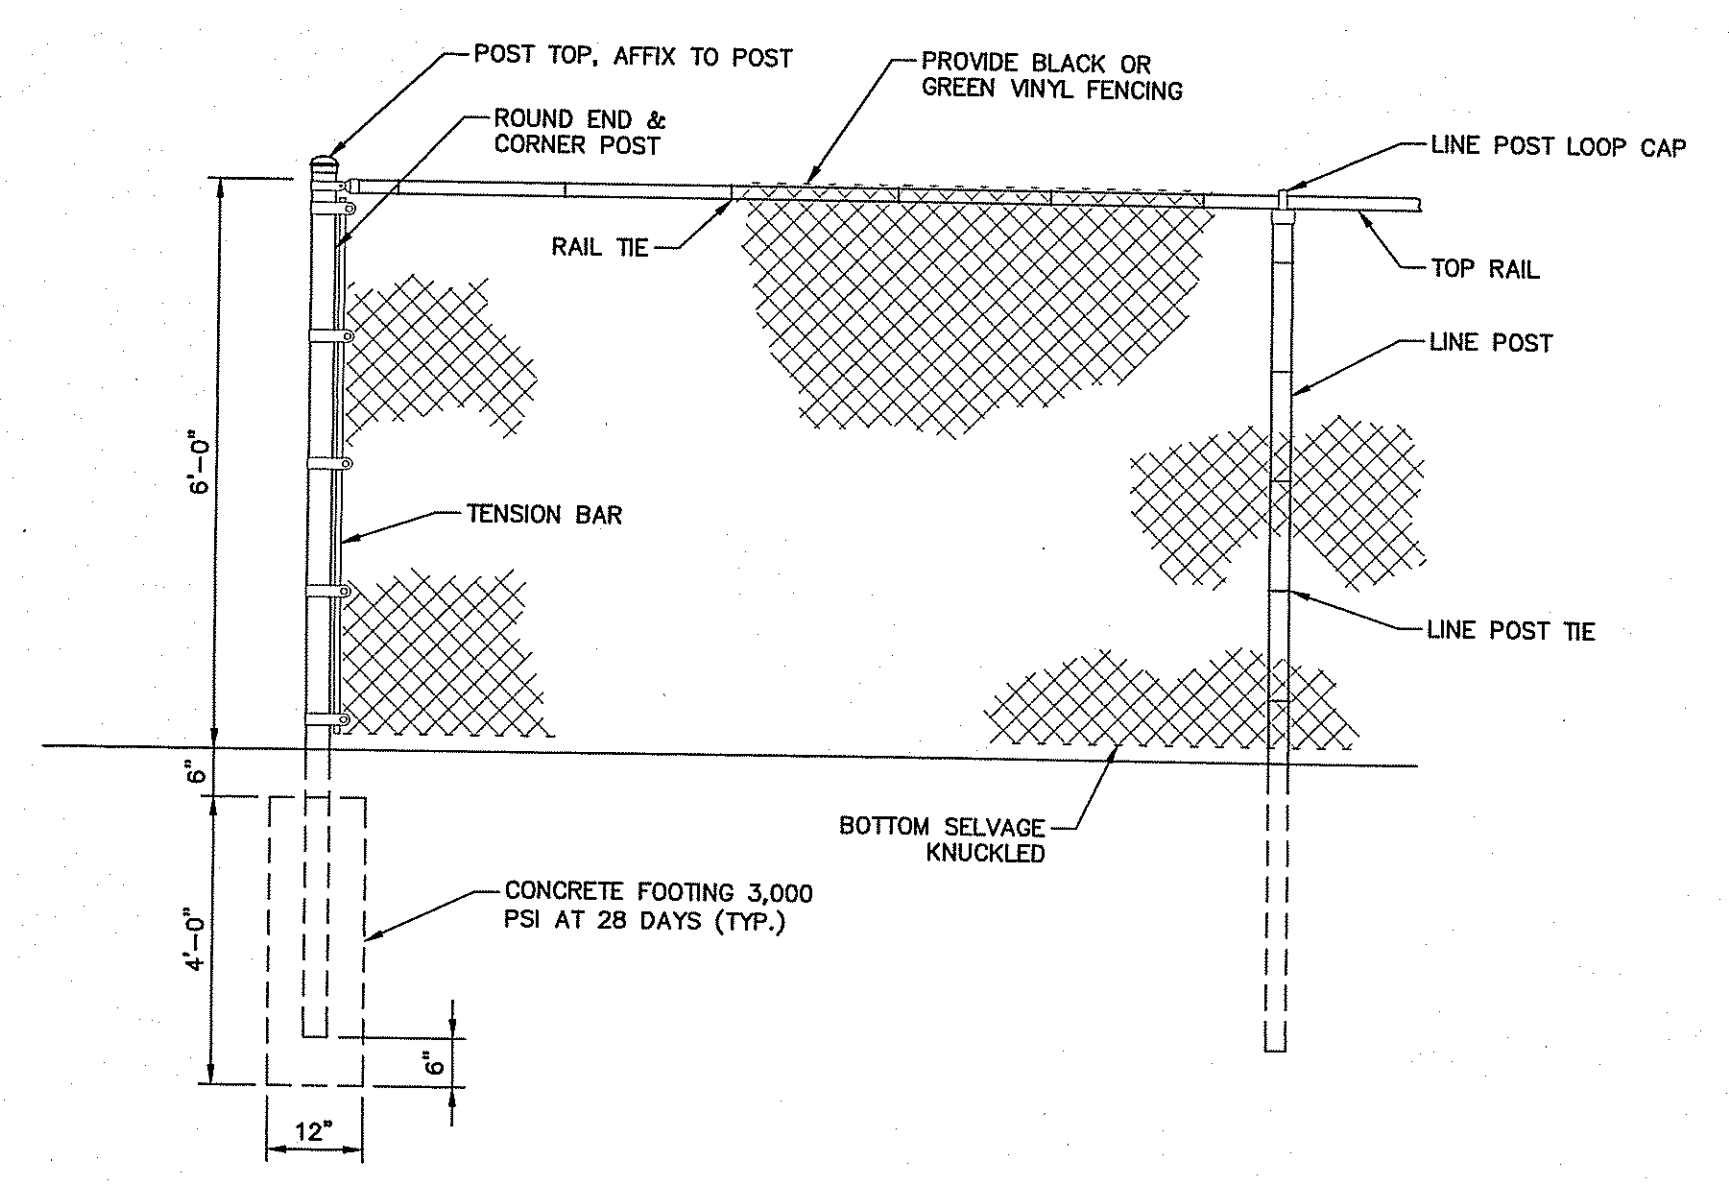 POST TOP, AFFIX TO POST
PROVIDE BLACK OR
GREEN VINYL FENCING
ROUND END &
CORNER POST
LINE POST LOOP CAP
RAIL TIE
TOP RAIL
LINE POST
6'-0"
TENSION BAR
LINE POST TIE
6"
BOTTOM SELVAGE
KNUCKLED
CONCRETE FOOTING 3,000
PSI AT 28 DAYS (TYP.)
4'-0"
6"
12"